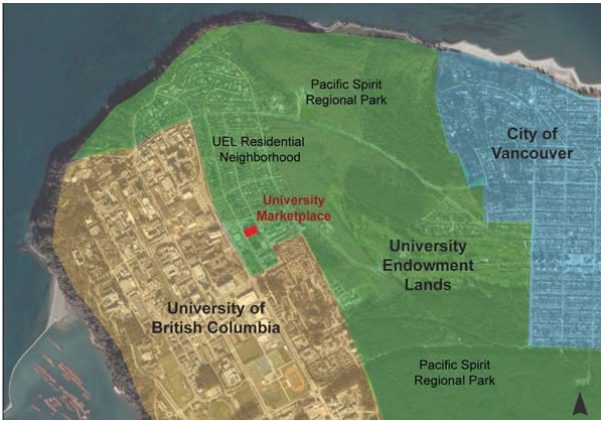 Pacific Spirit
Regional Park
City of
Vancouver
UEL Residential
Neighborhood
University
Marketplace
University
Endowment
Lands
University of
British Columbia
Pacific Spirit
Regional Park